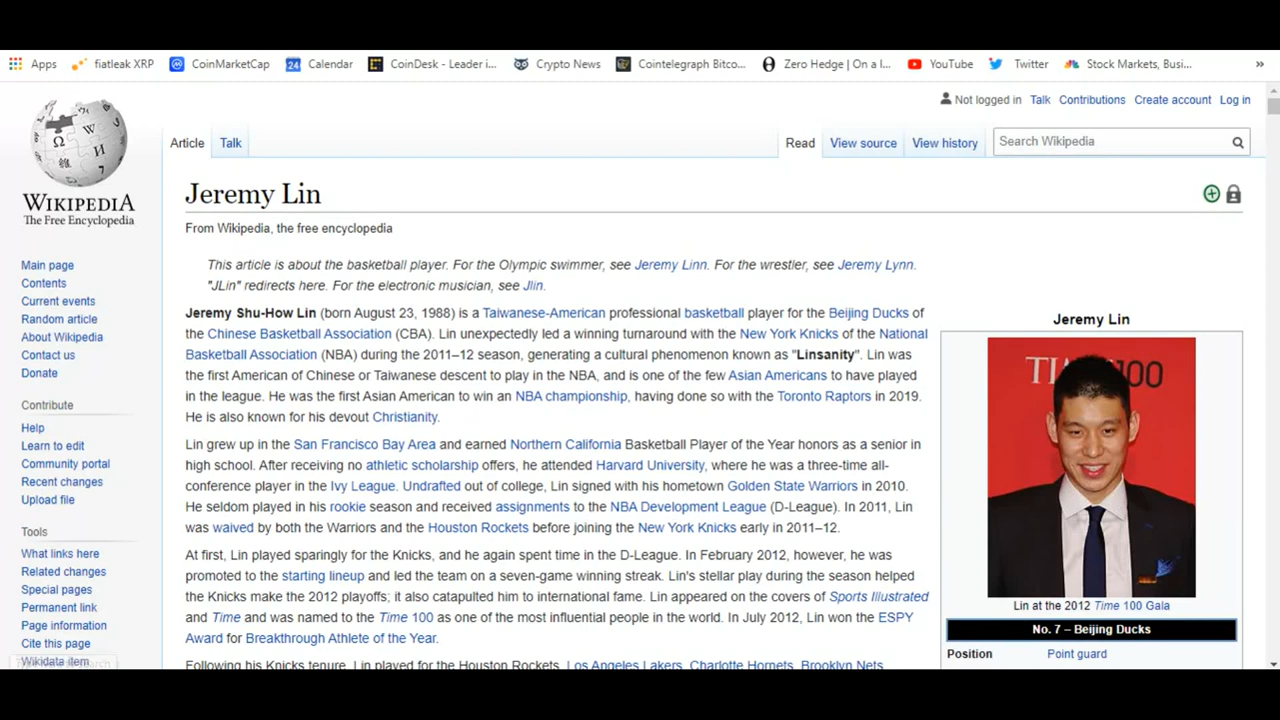 Apps fiatleak XRP CoinMarketCap 24 Calendar CoinDesk - Leader i... Crypto News Cointelegraph Bitco... Zero Hedge | On a l... YouTube Twitter Stock Markets, Busi... »
Not logged in Talk Contributions Create account Log in
Article Talk Read View source View history Search Wikipedia
WIKIPEDIA
The Free Encyclopedia
Main page
Contents
Current events
Random article
About Wikipedia
Contact us
Donate
Contribute
Help
Learn to edit
Community portal
Recent changes
Upload file
Tools
What links here
Related changes
Special pages
Permanent link
Page information
Cite this page
Wikidata item
Jeremy Lin
From Wikipedia, the free encyclopedia
This article is about the basketball player. For the Olympic swimmer, see Jeremy Linn. For the wrestler, see Jeremy Lynn.
"JLin" redirects here. For the electronic musician, see Jlin.
Jeremy Shu-How Lin (born August 23, 1988) is a Taiwanese-American professional basketball player for the Beijing Ducks of
the Chinese Basketball Association (CBA). Lin unexpectedly led a winning turnaround with the New York Knicks of the National
Basketball Association (NBA) during the 2011–12 season, generating a cultural phenomenon known as "Linsanity". Lin was
the first American of Chinese or Taiwanese descent to play in the NBA, and is one of the few Asian Americans to have played
in the league. He was the first Asian American to win an NBA championship, having done so with the Toronto Raptors in 2019.
He is also known for his devout Christianity.
Lin grew up in the San Francisco Bay Area and earned Northern California Basketball Player of the Year honors as a senior in
high school. After receiving no athletic scholarship offers, he attended Harvard University, where he was a three-time all-
conference player in the Ivy League. Undrafted out of college, Lin signed with his hometown Golden State Warriors in 2010.
He seldom played in his rookie season and received assignments to the NBA Development League (D-League). In 2011, Lin
was waived by both the Warriors and the Houston Rockets before joining the New York Knicks early in 2011–12.
At first, Lin played sparingly for the Knicks, and he again spent time in the D-League. In February 2012, however, he was
promoted to the starting lineup and led the team on a seven-game winning streak. Lin's stellar play during the season helped
the Knicks make the 2012 playoffs; it also catapulted him to international fame. Lin appeared on the covers of Sports Illustrated
and Time and was named to the Time 100 as one of the most influential people in the world. In July 2012, Lin won the ESPY
Award for Breakthrough Athlete of the Year.
Following his Knicks tenure, Lin played for the Houston Rockets, Los Angeles Lakers, Charlotte Hornets, Brooklyn Nets,
Jeremy Lin
100
Lin at the 2012 Time 100 Gala
No. 7 – Beijing Ducks
Position Point guard